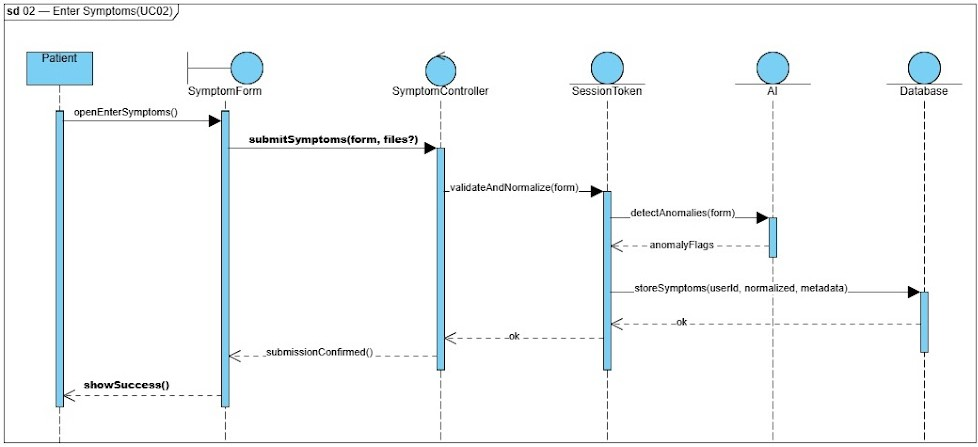 sd 02 — Enter Symptoms(UC02)
Patient
SymptomForm
SymptomController
SessionToken
AI
Database
openEnterSymptoms()
submitSymptoms(form, files?)
validateAndNormalize(form)
detectAnomalies(form)
anomalyFlags
storeSymptoms(userId, normalized, metadata)
ok
ok
submissionConfirmed()
showSuccess()